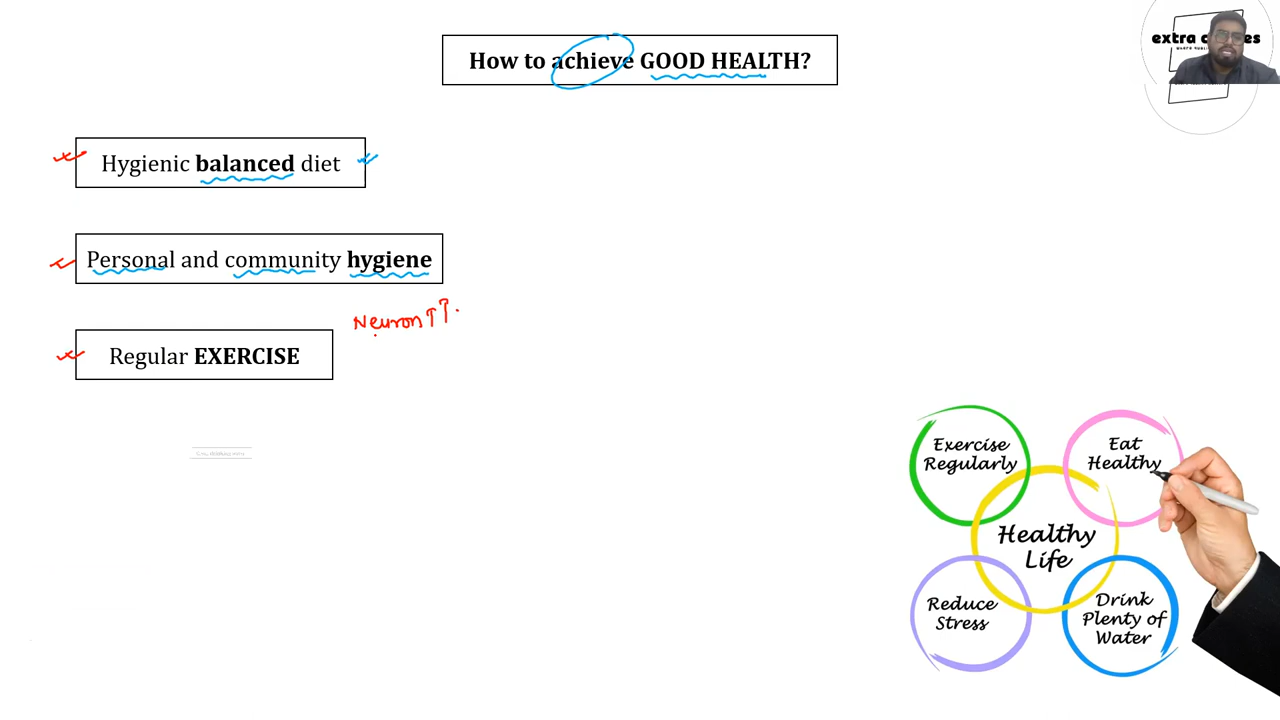 How to achieve GOOD HEALTH?
extra c es
Hygienic balanced diet
Personal and community hygiene
Neuron ↑↑.
Regular EXERCISE
Exercise
Regularly
Eat
Healthy
Healthy
Life
Reduce
Stress
Drink
Plenty of
Water